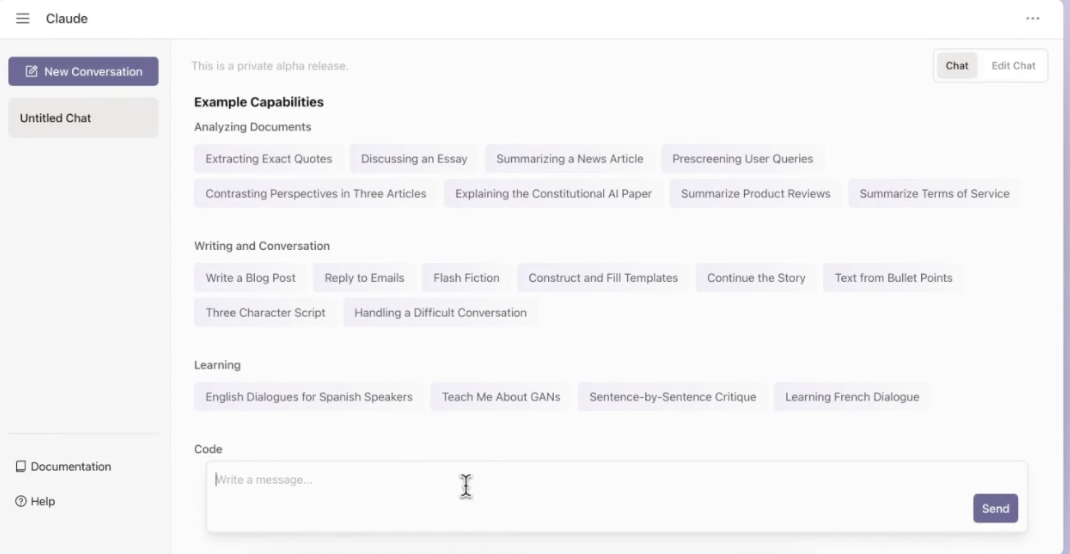 Claude
New Conversation
Untitled Chat
Documentation
Help
This is a private alpha release.
Chat Edit Chat
Example Capabilities
Analyzing Documents
Extracting Exact Quotes Discussing an Essay Summarizing a News Article Prescreening User Queries
Contrasting Perspectives in Three Articles Explaining the Constitutional AI Paper Summarize Product Reviews Summarize Terms of Service
Writing and Conversation
Write a Blog Post Reply to Emails Flash Fiction Construct and Fill Templates Continue the Story Text from Bullet Points
Three Character Script Handling a Difficult Conversation
Learning
English Dialogues for Spanish Speakers Teach Me About GANs Sentence-by-Sentence Critique Learning French Dialogue
Code
Write a message...
Send